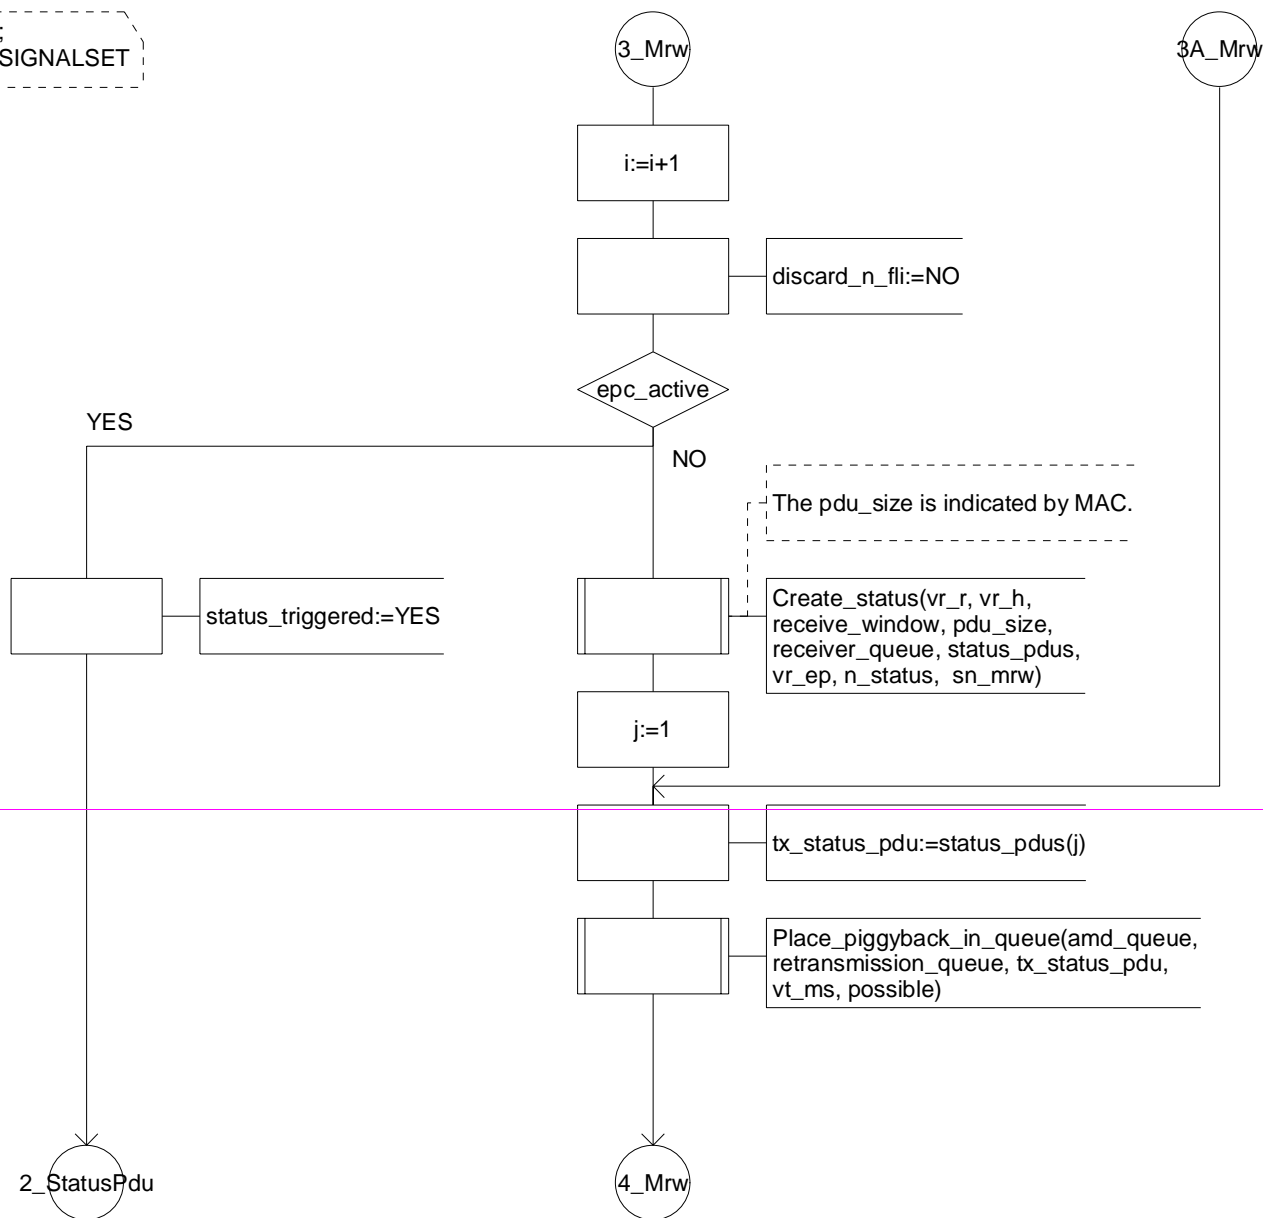 ;
SIGNALSET
3_Mrw
3A_Mrw
i:=i+1
discard_n_fli:=NO
epc_active
YES
NO
The pdu_size is indicated by MAC.
status_triggered:=YES
Create_status(vr_r, vr_h,
receive_window, pdu_size,
receiver_queue, status_pdus,
vr_ep, n_status,  sn_mrw)
j:=1
tx_status_pdu:=status_pdus(j)
Place_piggyback_in_queue(amd_queue,
retransmission_queue, tx_status_pdu,
vt_ms, possible)
2_StatusPdu
4_Mrw